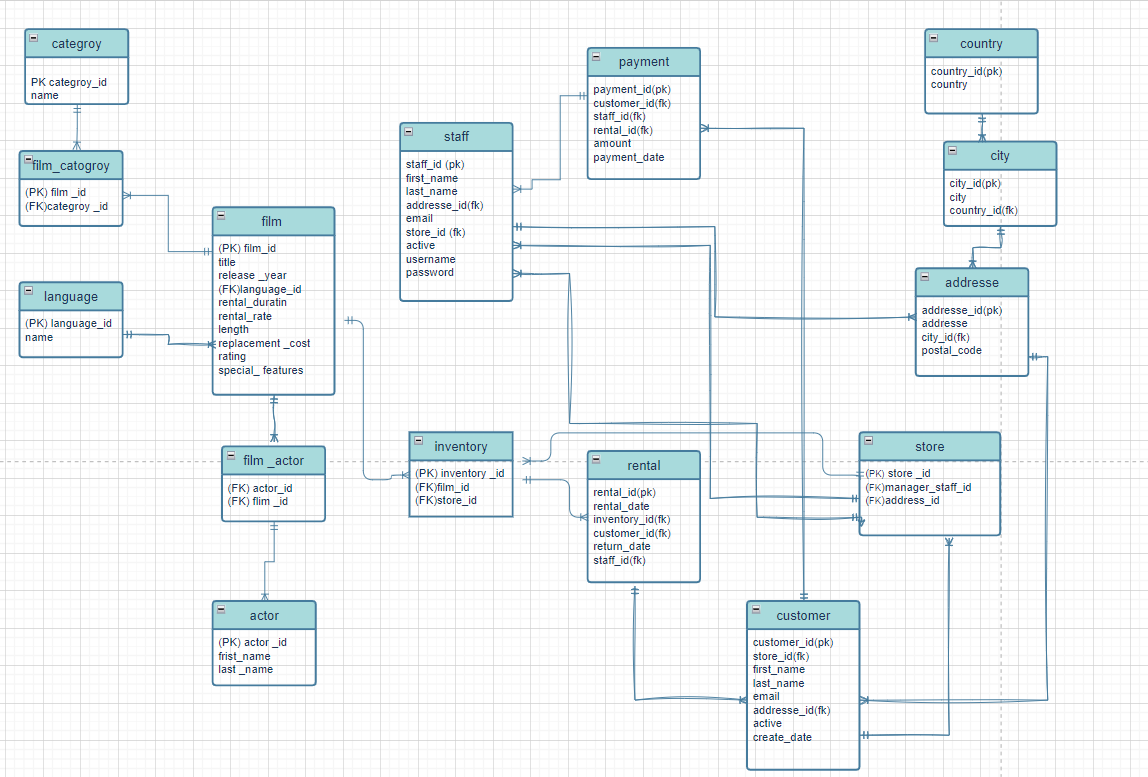 categroy
PK categroy_id
name
film_catogroy
(PK) film _id
(FK)categroy _id
language
(PK) language_id
name
film
(PK) film_id
title
release _year
(FK)language_id
rental_duratin
rental_rate
length
replacement _cost
rating
special_ features
film _actor
(FK) actor_id
(FK) flim _id
actor
(PK) actor _id
frist_name
last _name
staff
staff_id (pk)
first_name
last_name
addresse_id(fk)
email
store_id (fk)
active
username
password
inventory
(PK) inventory _id
(FK)film_id
(FK)store_id
payment
payment_id(pk)
customer_id(fk)
staff_id(fk)
rental_id(fk)
amount
payment_date
rental
rental_id(pk)
rental_date
inventory_id(fk)
customer_id(fk)
return_date
staff_id(fk)
customer
customer_id(pk)
store_id(fk)
first_name
last_name
email
addresse_id(fk)
active
create_date
country
country_id(pk)
country
city
city_id(pk)
city
country_id(fk)
addresse
addresse_id(pk)
addresse
city_id(fk)
postal_code
store
(PK) store _id
(FK)manager_staff_id
(FK)address_id